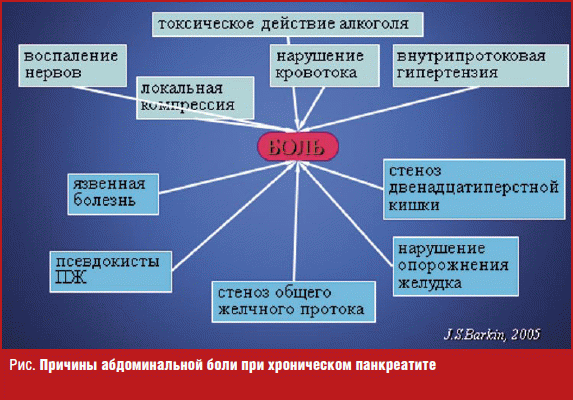 токсическое действие алкоголя
воспаление
нервов
нарушение
кровотока
внутрипротоковая
гипертензия
локальная
компрессия
БОЛЬ
язвенная
болезнь
стеноз
двенадцатиперстной
кишки
псевдокисты
ПЖ
стеноз общего
желчного протока
нарушение
опорожнения
желудка
J.S.Barkin, 2005
Рис. Причины абдоминальной боли при хроническом панкреатите